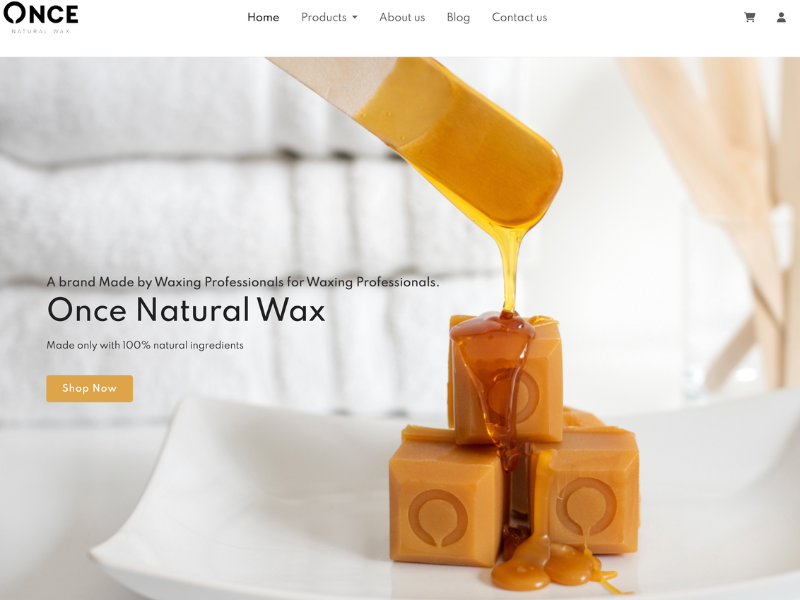 ONCE
NATURAL WAX
Home Products About us Blog Contact us
A brand Made by Waxing Professionals for Waxing Professionals.
Once Natural Wax
Made only with 100% natural ingredients
Shop Now